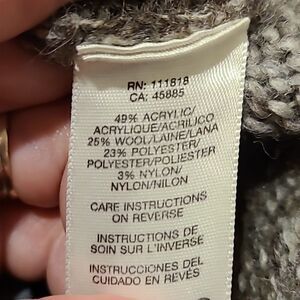 RN: 111818
CA: 45885
49% ACRYLIC/
ACRYLIQUE/ACRILICO
25% WOOL/LAINE/LANA
23% POLYESTER/
POLYESTER/POLIESTER
3% NYLON/
NYLON/NILON
CARE INSTRUCTIONS
ON REVERSE
INSTRUCTIONS DE
SOIN SUR L'INVERSE
INSTRUCCIONES DEL
CUIDADO EN REVÉS